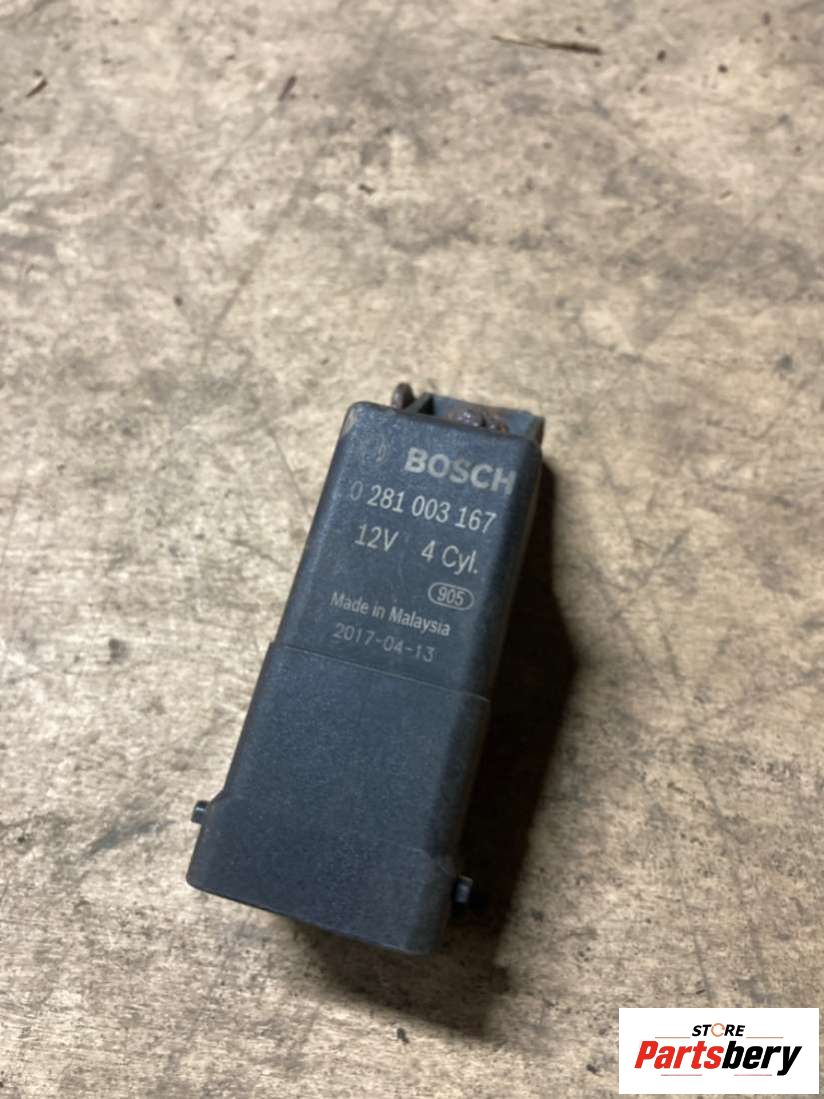 BOSCH
0 281 003 167
12V 4 Cyl.
905
Made in Malaysia
2017-04-13
STORE
Partsbery